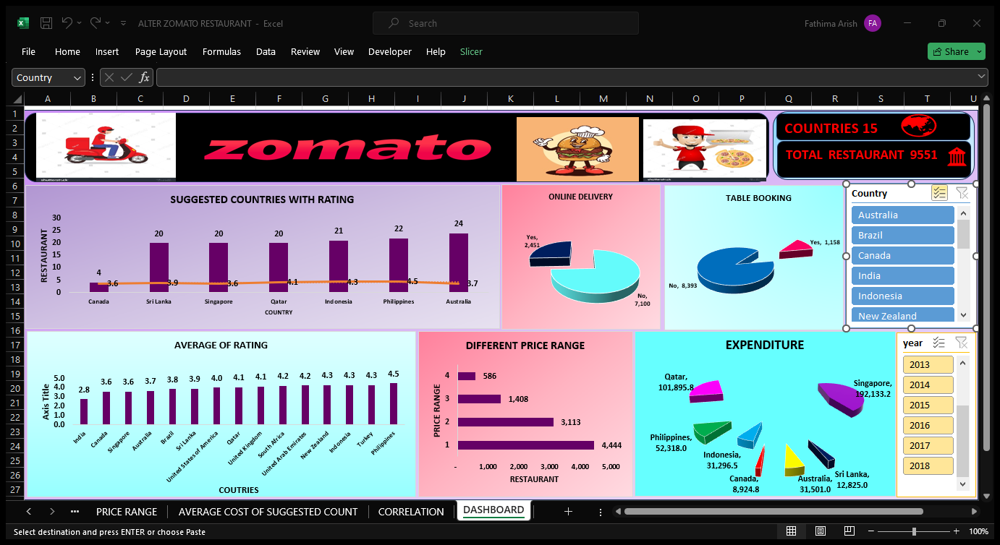 ALTER ZOMATO RESTAURANT - Excel
Search
Fathima Arish
FA
File Home Insert Page Layout Formulas Data Review View Developer Help Slicer
Share
Country
fx
A B C D E F G H I J K L M N O P Q R S T U
1
2
3
4
5
6
7
8
9
10
11
12
13
14
15
16
17
18
19
20
21
22
23
24
25
26
27
zomato
COUNTRIES 15
TOTAL RESTAURANT 9551
SUGGESTED COUNTRIES WITH RATING
RESTAURANT
30
25
20
15
10
5
0
4 20 20 20 21 22 24
3.6 3.9 3.6 4.1 4.3 4.5 3.7
Canada Sri Lanka Singapore Qatar Indonesia Philippines Australia
COUNTRY
ONLINE DELIVERY
Yes,
2,451
No,
7,100
TABLE BOOKING
Yes, 1,158
No, 8,393
Country
Australia
Brazil
Canada
India
Indonesia
New Zealand
AVERAGE OF RATING
Axis Title
5.0
4.0
3.0
2.0
1.0
0.0
2.8 3.6 3.6 3.7 3.8 3.9 4.0 4.1 4.1 4.2 4.2 4.3 4.3 4.3 4.5
India Canada Singapore Australia Brazil Sri Lanka United States of America Qatar United Kingdom South Africa United Arab Emirates New Zealand Indonesia Turkey Philippines
COUTRIES
DIFFERENT PRICE RANGE
PRICE RANGE
4 586
3 1,408
2 3,113
1 4,444
- 1,000 2,000 3,000 4,000 5,000
RESTAURANT
EXPENDITURE
Qatar,
101,895.8
Singapore,
192,133.2
Philippines,
52,318.0
Indonesia,
31,296.5
Canada,
8,924.8
Australia,
31,501.0
Sri Lanka,
12,825.0
year
2013
2014
2015
2016
2017
2018
PRICE RANGE AVERAGE COST OF SUGGESTED COUNT CORRELATION DASHBOARD
Select destination and press ENTER or choose Paste
100%